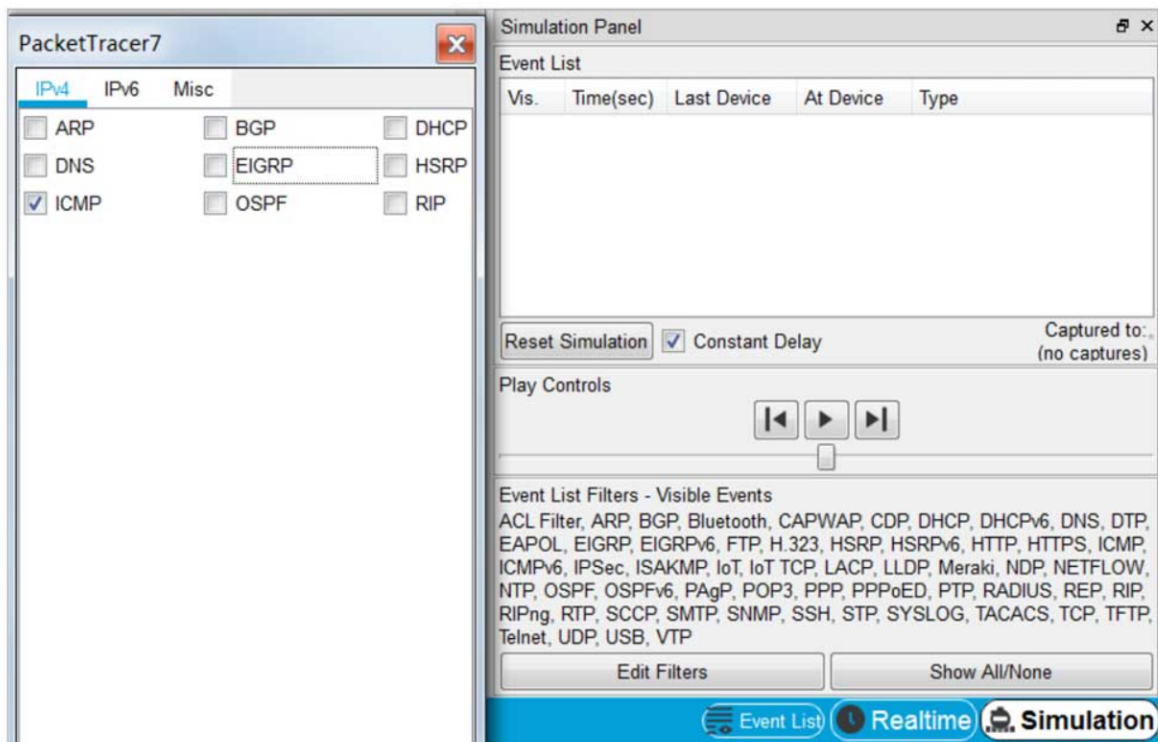 PacketTracer7
IPv4 IPv6 Misc
ARP BGP DHCP
DNS EIGRP HSRP
ICMP OSPF RIP
Simulation Panel
Event List
Vis. Time(sec) Last Device At Device Type
Reset Simulation Constant Delay Captured to:
(no captures)
Play Controls
Event List Filters - Visible Events
ACL Filter, ARP, BGP, Bluetooth, CAPWAP, CDP, DHCP, DHCPv6, DNS, DTP,
EAPOL, EIGRP, EIGRPv6, FTP, H.323, HSRP, HSRPv6, HTTP, HTTPS, ICMP,
ICMPv6, IPSec, ISAKMP, IoT, IoT TCP, LACP, LLDP, Meraki, NDP, NETFLOW,
NTP, OSPF, OSPFv6, PAgP, POP3, PPP, PPPoED, PTP, RADIUS, REP, RIP,
RIPng, RTP, SCCP, SMTP, SNMP, SSH, STP, SYSLOG, TACACS, TCP, TFTP,
Telnet, UDP, USB, VTP
Edit Filters Show All/None
Event List Realtime Simulation